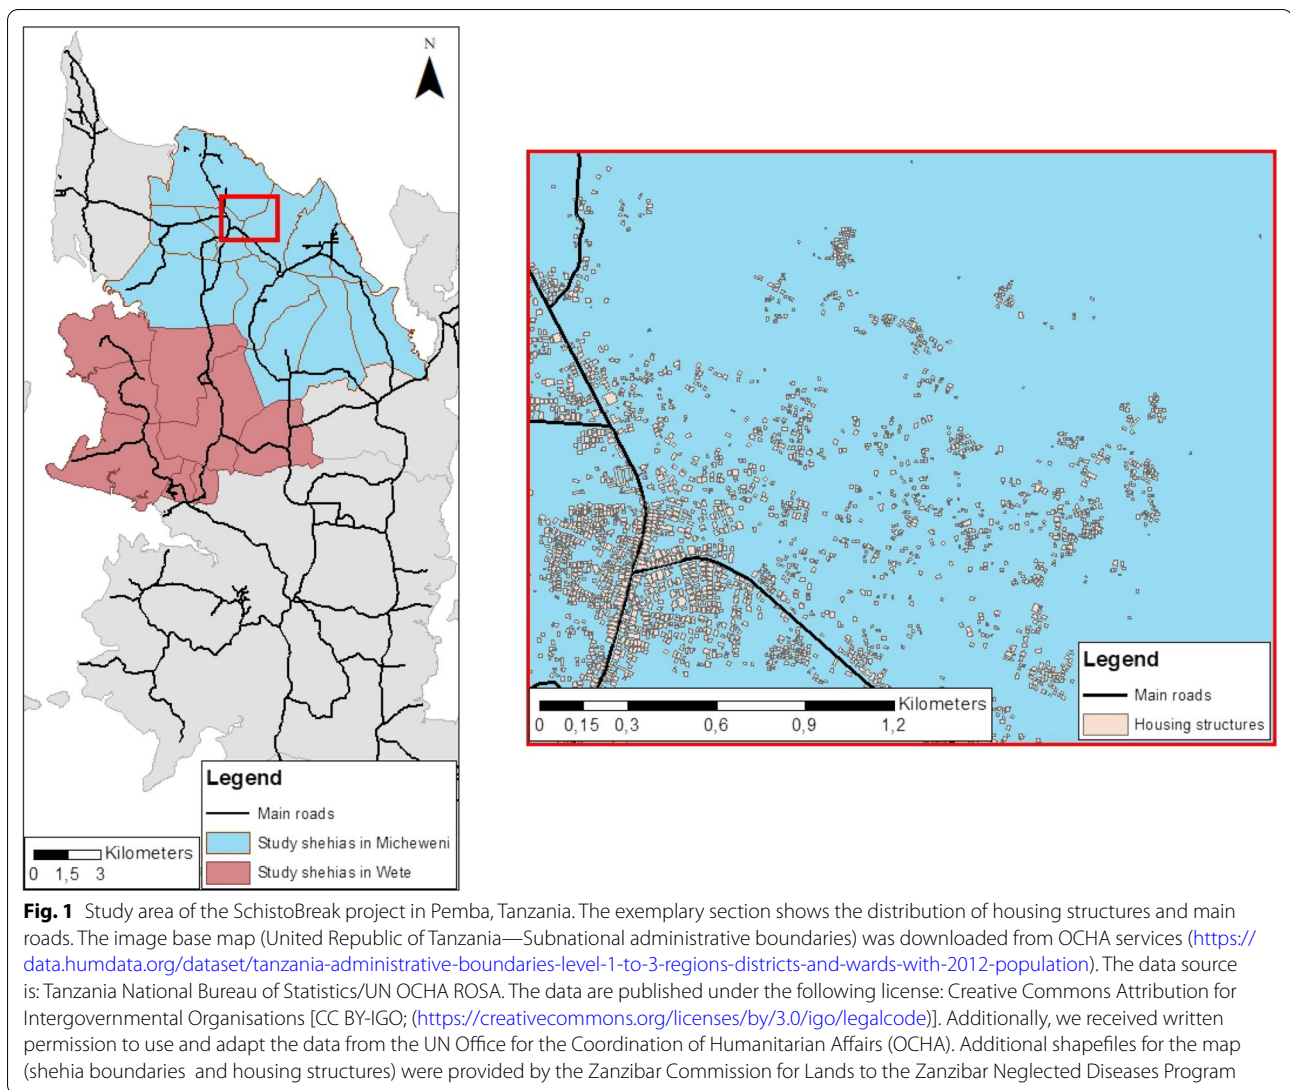 N
Legend
Main roads
Study shehias in Micheweni
Study shehias in Wete
Kilometers
0 1,5 3
Legend
Main roads
Housing structures
Kilometers
0 0,15 0,3 0,6 0,9 1,2
Fig. 1 Study area of the SchistoBreak project in Pemba, Tanzania. The exemplary section shows the distribution of housing structures and main
roads. The image base map (United Republic of Tanzania—Subnational administrative boundaries) was downloaded from OCHA services (https://
data.humdata.org/dataset/tanzania-administrative-boundaries-level-1-to-3-regions-districts-and-wards-with-2012-population). The data source
is: Tanzania National Bureau of Statistics/UN OCHA ROSA. The data are published under the following license: Creative Commons Attribution for
Intergovernmental Organisations [CC BY-IGO; (https://creativecommons.org/licenses/by/3.0/igo/legalcode)]. Additionally, we received written
permission to use and adapt the data from the UN Office for the Coordination of Humanitarian Affairs (OCHA). Additional shapefiles for the map
(shehia boundaries and housing structures) were provided by the Zanzibar Commission for Lands to the Zanzibar Neglected Diseases Program